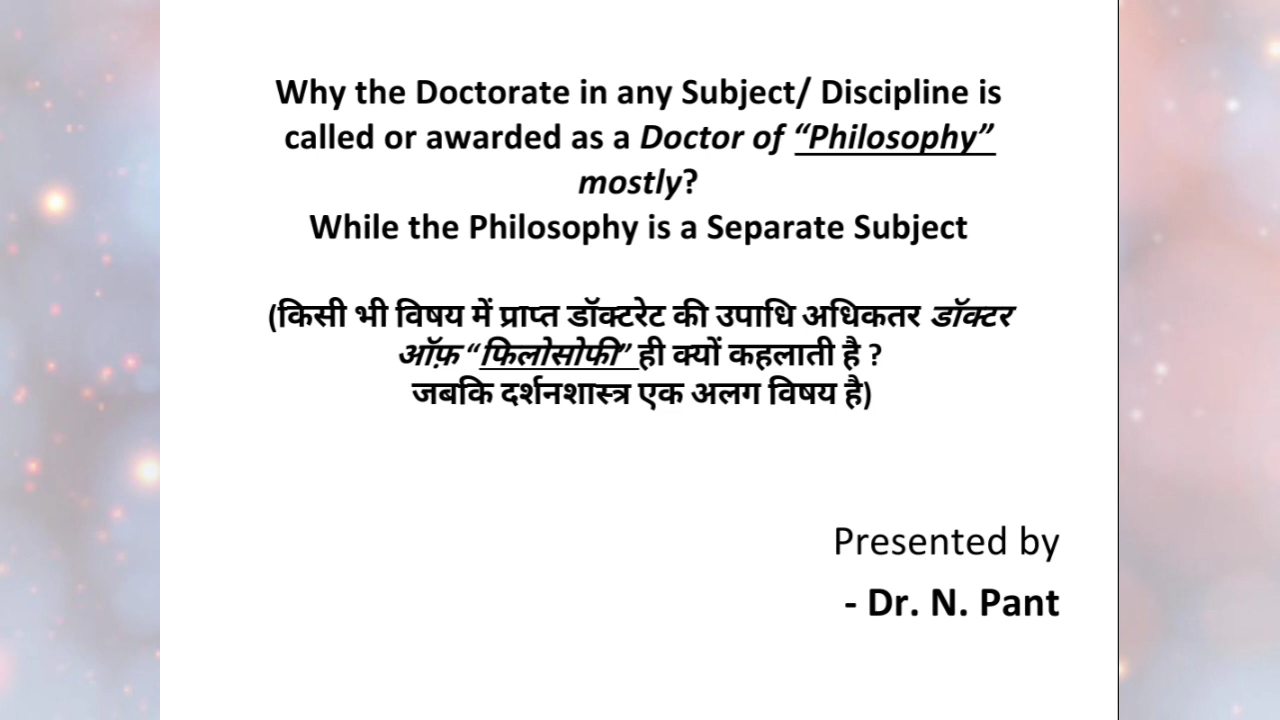 Why the Doctorate in any Subject/ Discipline is
called or awarded as a Doctor of “Philosophy”
mostly?
While the Philosophy is a Separate Subject
(किसी भी विषय में प्राप्त डॉक्टरेट की उपाधि अधिकतर डॉक्टर
ऑफ़ “फिलोसोफी” ही क्यों कहलाती है ?
जबकि दर्शनशास्त्र एक अलग विषय है)
Presented by
- Dr. N. Pant